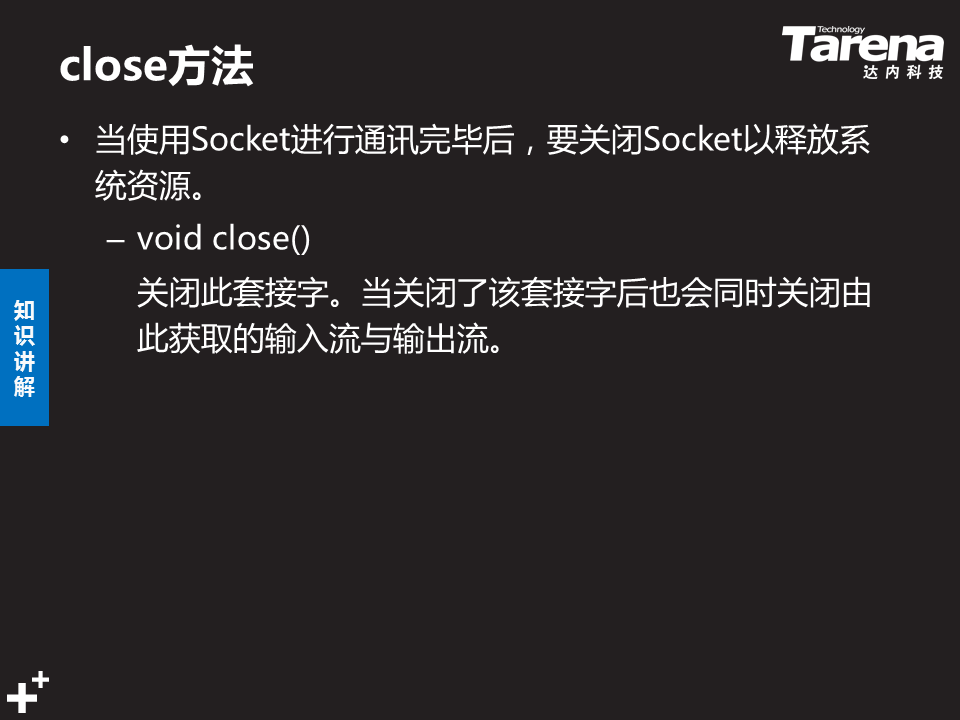 close方法
Technology
Tarena
达内科技
• 当使用Socket进行通讯完毕后，要关闭Socket以释放系
统资源。
– void close()
关闭此套接字。当关闭了该套接字后也会同时关闭由
此获取的输入流与输出流。
知
识
讲
解